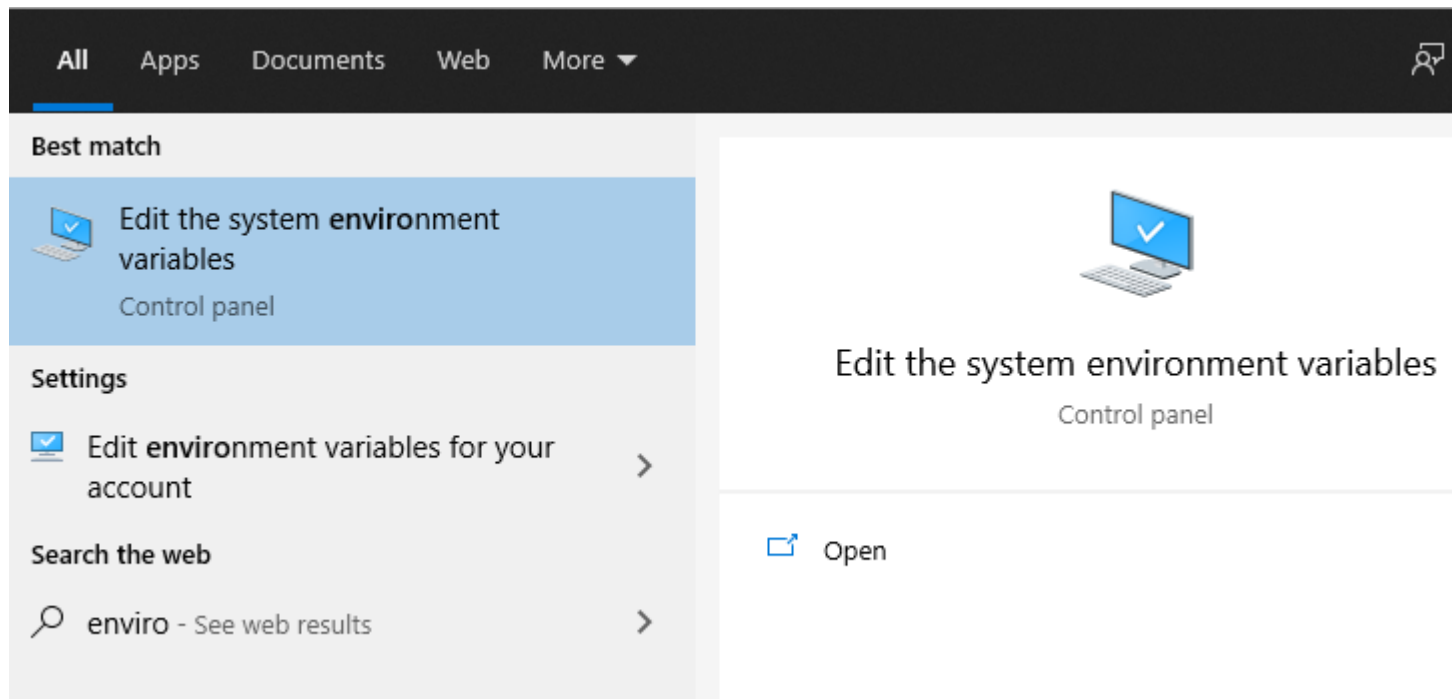 All Apps Documents Web More
Best match
Edit the system environment
variables
Control panel
Settings
Edit environment variables for your
account
Search the web
enviro - See web results
Edit the system environment variables
Control panel
Open